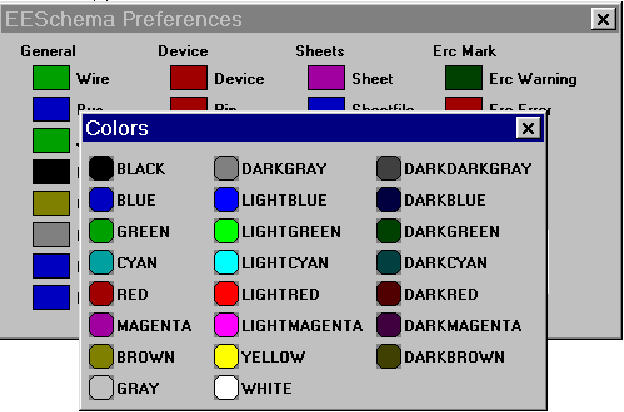 EESchema Preferences
General Device Sheets Erc Mark
Wire Device Sheet Erc Warning
Colors
BLACK DARKGRAY DARKDARKGRAY
BLUE LIGHTBLUE DARKBLUE
GREEN LIGHTGREEN DARKGREEN
CYAN LIGHTCYAN DARKCYAN
RED LIGHTRED DARKRED
MAGENTA LIGHTMAGENTA DARKMAGENTA
BROWN YELLOW DARKBROWN
GRAY WHITE